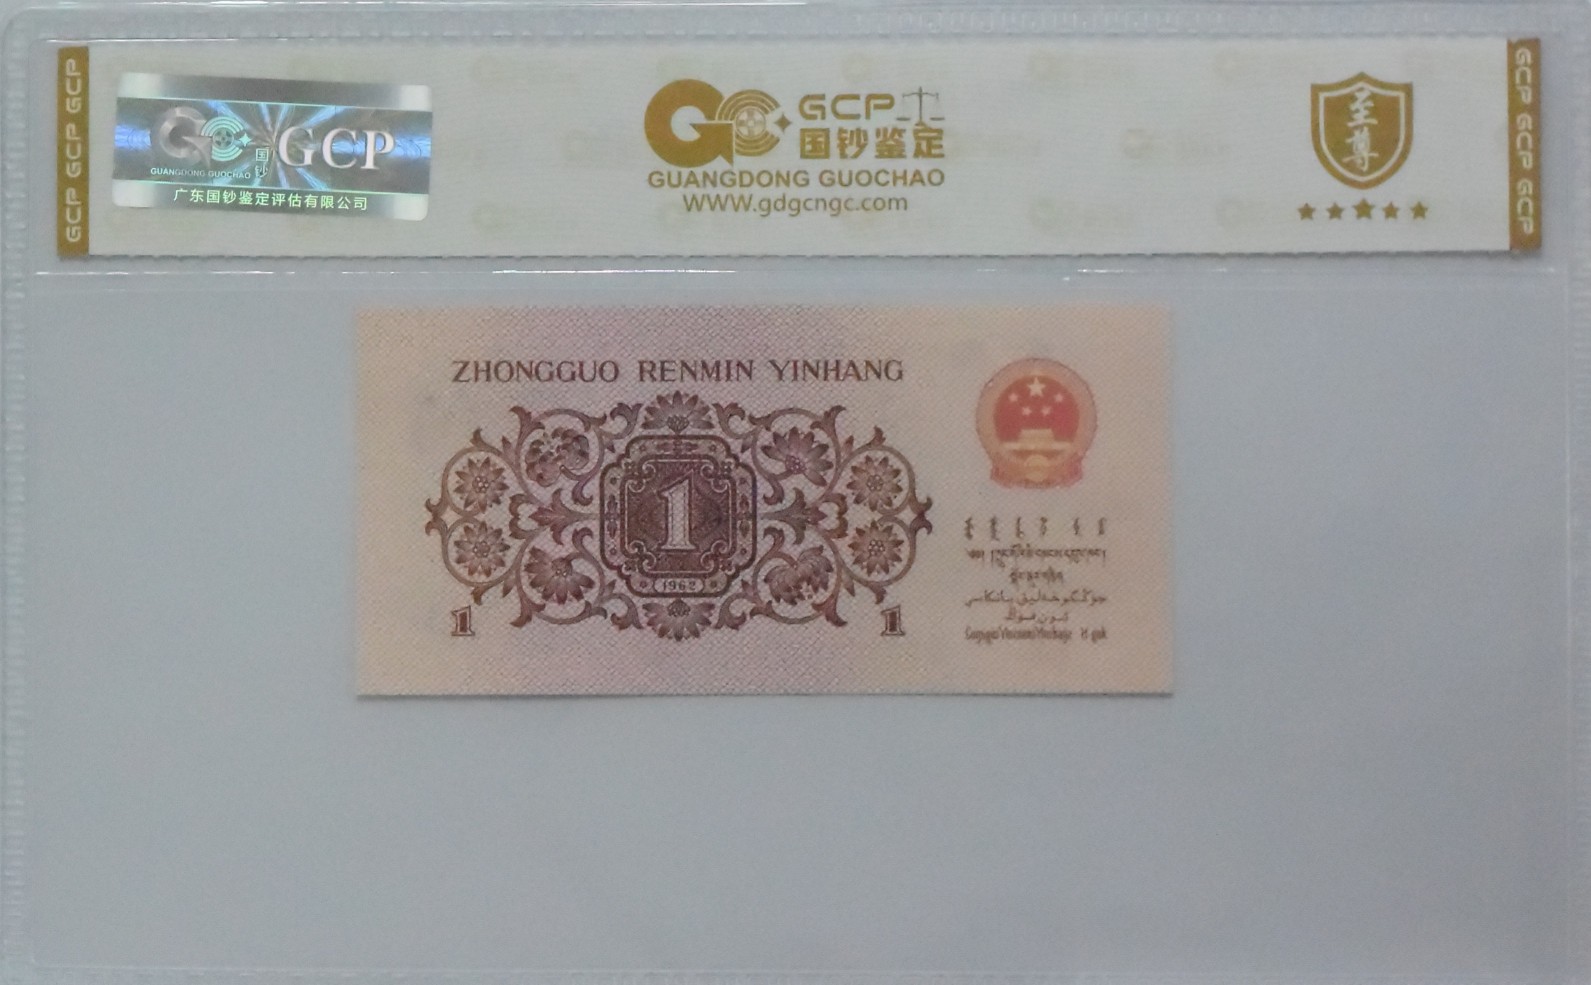 GCP GCP GCP
GC GCP
国钞
GUANGDONG GUOCHAO
广东国钞鉴定评估有限公司
GC GCP
国钞鉴定
GUANGDONG GUOCHAO
WWW.gdgcngc.com
至尊
GCP GCP GCP
ZHONGGUO RENMIN YINHANG
1
1962
1
1